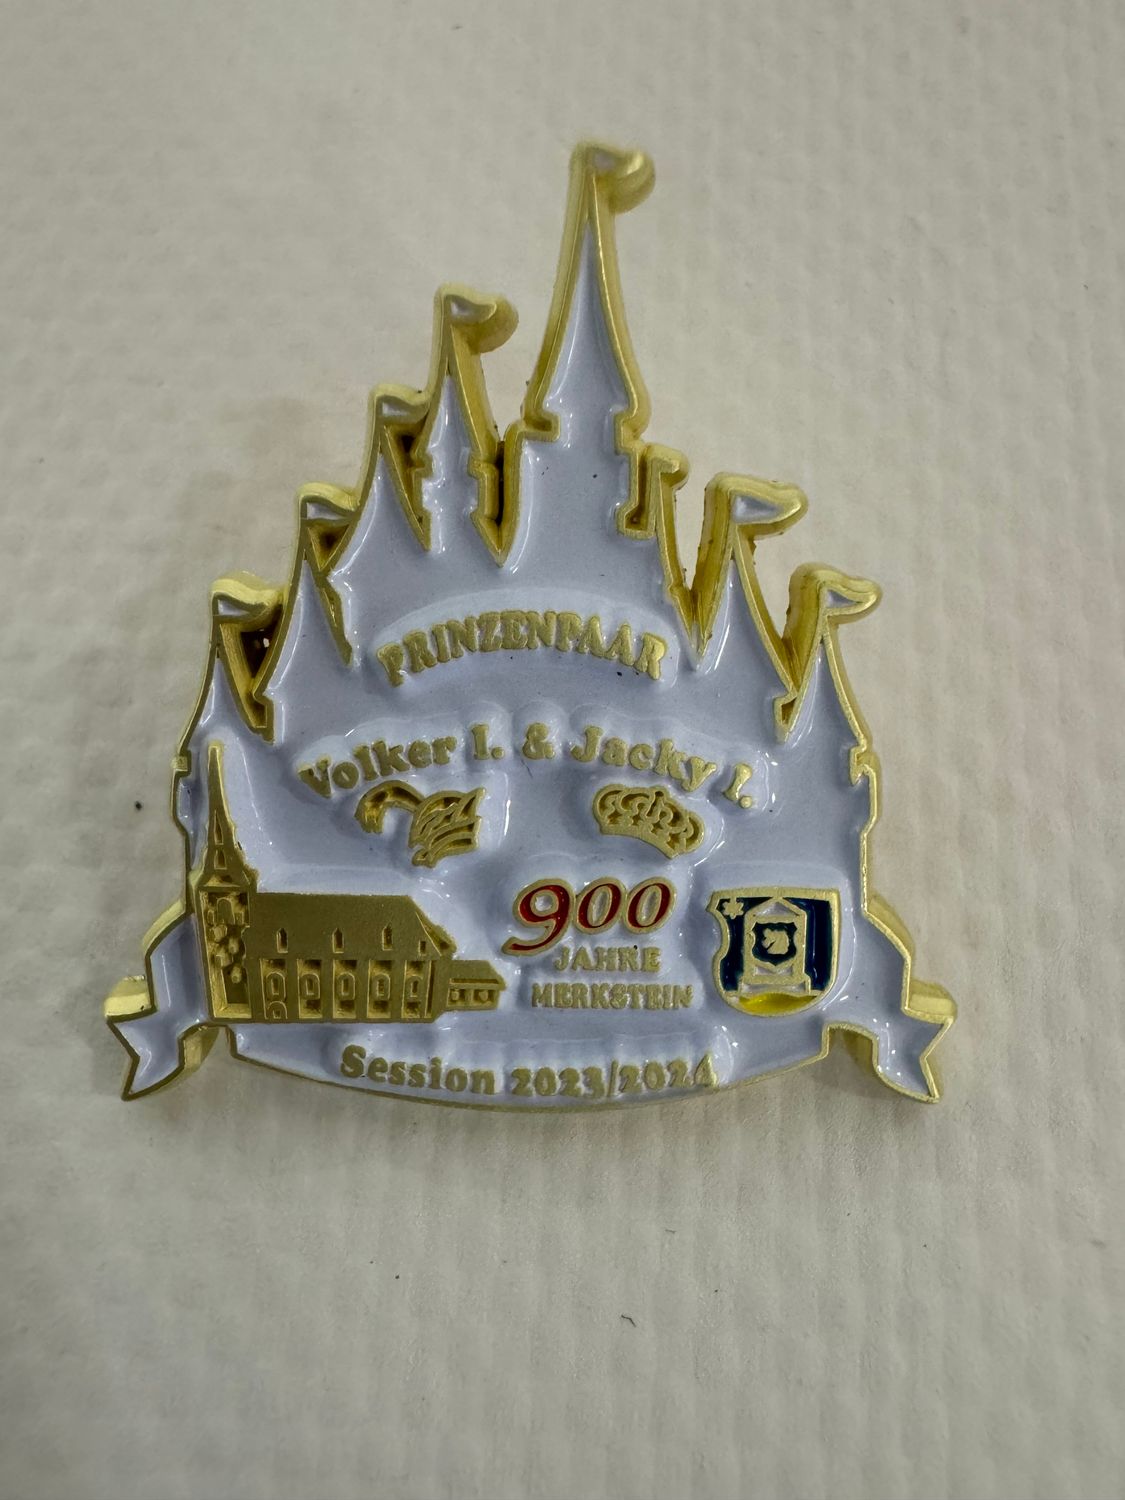 PRINZENPAAR
Volker I. & Jacky I.
900
JAHRE
MERKSTEIN
Session 2023/2024